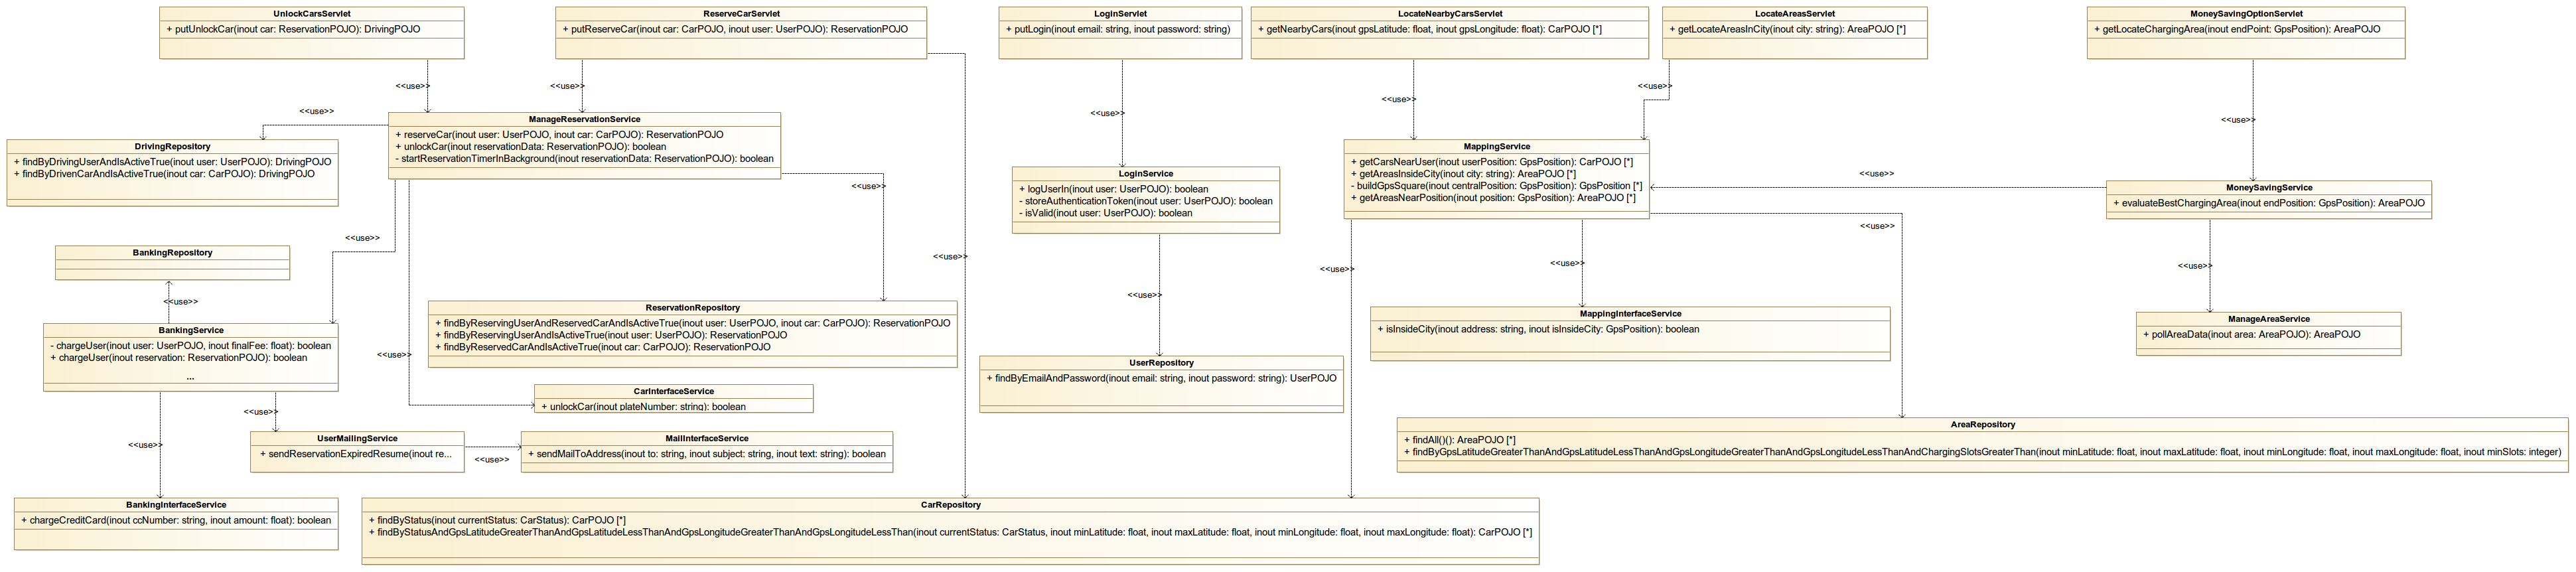 UnlockCarsServlet
+ putUnlockCar(inout car: ReservationPOJO): DrivingPOJO
ReserveCarServlet
+ putReserveCar(inout car: CarPOJO, inout user: UserPOJO): ReservationPOJO
LoginServlet
+ putLogin(inout email: string, inout password: string)
LocateNearbyCarsServlet
+ getNearbyCars(inout gpsLatitude: float, inout gpsLongitude: float): CarPOJO [*]
LocateAreasServlet
+ getLocateAreasInCity(inout city: string): AreaPOJO [*]
MoneySavingOptionServlet
+ getLocateChargingArea(inout endPoint: GpsPosition): AreaPOJO
<<use>>
<<use>>
<<use>>
<<use>>
<<use>>
<<use>>
<<use>>
ManageReservationService
+ reserveCar(inout user: UserPOJO, inout car: CarPOJO): ReservationPOJO
+ unlockCar(inout reservationData: ReservationPOJO): boolean
- startReservationTimerInBackground(inout reservationData: ReservationPOJO): boolean
DrivingRepository
+ findByDrivingUserAndIsActiveTrue(inout user: UserPOJO): DrivingPOJO
+ findByDrivenCarAndIsActiveTrue(inout car: CarPOJO): DrivingPOJO
LoginService
+ logUserIn(inout user: UserPOJO): boolean
- storeAuthenticationToken(inout user: UserPOJO): boolean
- isValid(inout user: UserPOJO): boolean
MappingService
+ getCarsNearUser(inout userPosition: GpsPosition): CarPOJO [*]
+ getAreasInsideCity(inout city: string): AreaPOJO [*]
- buildGpsSquare(inout centralPosition: GpsPosition): GpsPosition [*]
+ getAreasNearPosition(inout position: GpsPosition): AreaPOJO [*]
<<use>>
MoneySavingService
+ evaluateBestChargingArea(inout endPosition: GpsPosition): AreaPOJO
<<use>>
<<use>>
<<use>>
<<use>>
<<use>>
<<use>>
<<use>>
<<use>>
BankingRepository
<<use>>
<<use>>
ReservationRepository
+ findByReservingUserAndReservedCarAndIsActiveTrue(inout user: UserPOJO, inout car: CarPOJO): ReservationPOJO
+ findByReservingUserAndIsActiveTrue(inout user: UserPOJO): ReservationPOJO
+ findByReservedCarAndIsActiveTrue(inout car: CarPOJO): ReservationPOJO
MappingInterfaceService
+ isInsideCity(inout address: string, inout isInsideCity: GpsPosition): boolean
ManageAreaService
+ pollAreaData(inout area: AreaPOJO): AreaPOJO
BankingService
- chargeUser(inout user: UserPOJO, inout finalFee: float): boolean
+ chargeUser(inout reservation: ReservationPOJO): boolean
...
<<use>>
UserRepository
+ findByEmailAndPassword(inout email: string, inout password: string): UserPOJO
CarInterfaceService
+ unlockCar(inout plateNumber: string): boolean
<<use>>
<<use>>
UserMailingService
+ sendReservationExpiredResume(inout re...
<<use>>
MailInterfaceService
+ sendMailToAddress(inout to: string, inout subject: string, inout text: string): boolean
AreaRepository
+ findAll()(): AreaPOJO [*]
+ findByGpsLatitudeGreaterThanAndGpsLatitudeLessThanAndGpsLongitudeGreaterThanAndGpsLongitudeLessThanAndChargingSlotsGreaterThan(inout minLatitude: float, inout maxLatitude: float, inout minLongitude: float, inout maxLongitude: float, inout minSlots: integer)
BankingInterfaceService
+ chargeCreditCard(inout ccNumber: string, inout amount: float): boolean
CarRepository
+ findByStatus(inout currentStatus: CarStatus): CarPOJO [*]
+ findByStatusAndGpsLatitudeGreaterThanAndGpsLatitudeLessThanAndGpsLongitudeGreaterThanAndGpsLongitudeLessThan(inout currentStatus: CarStatus, inout minLatitude: float, inout maxLatitude: float, inout minLongitude: float, inout maxLongitude: float): CarPOJO [*]